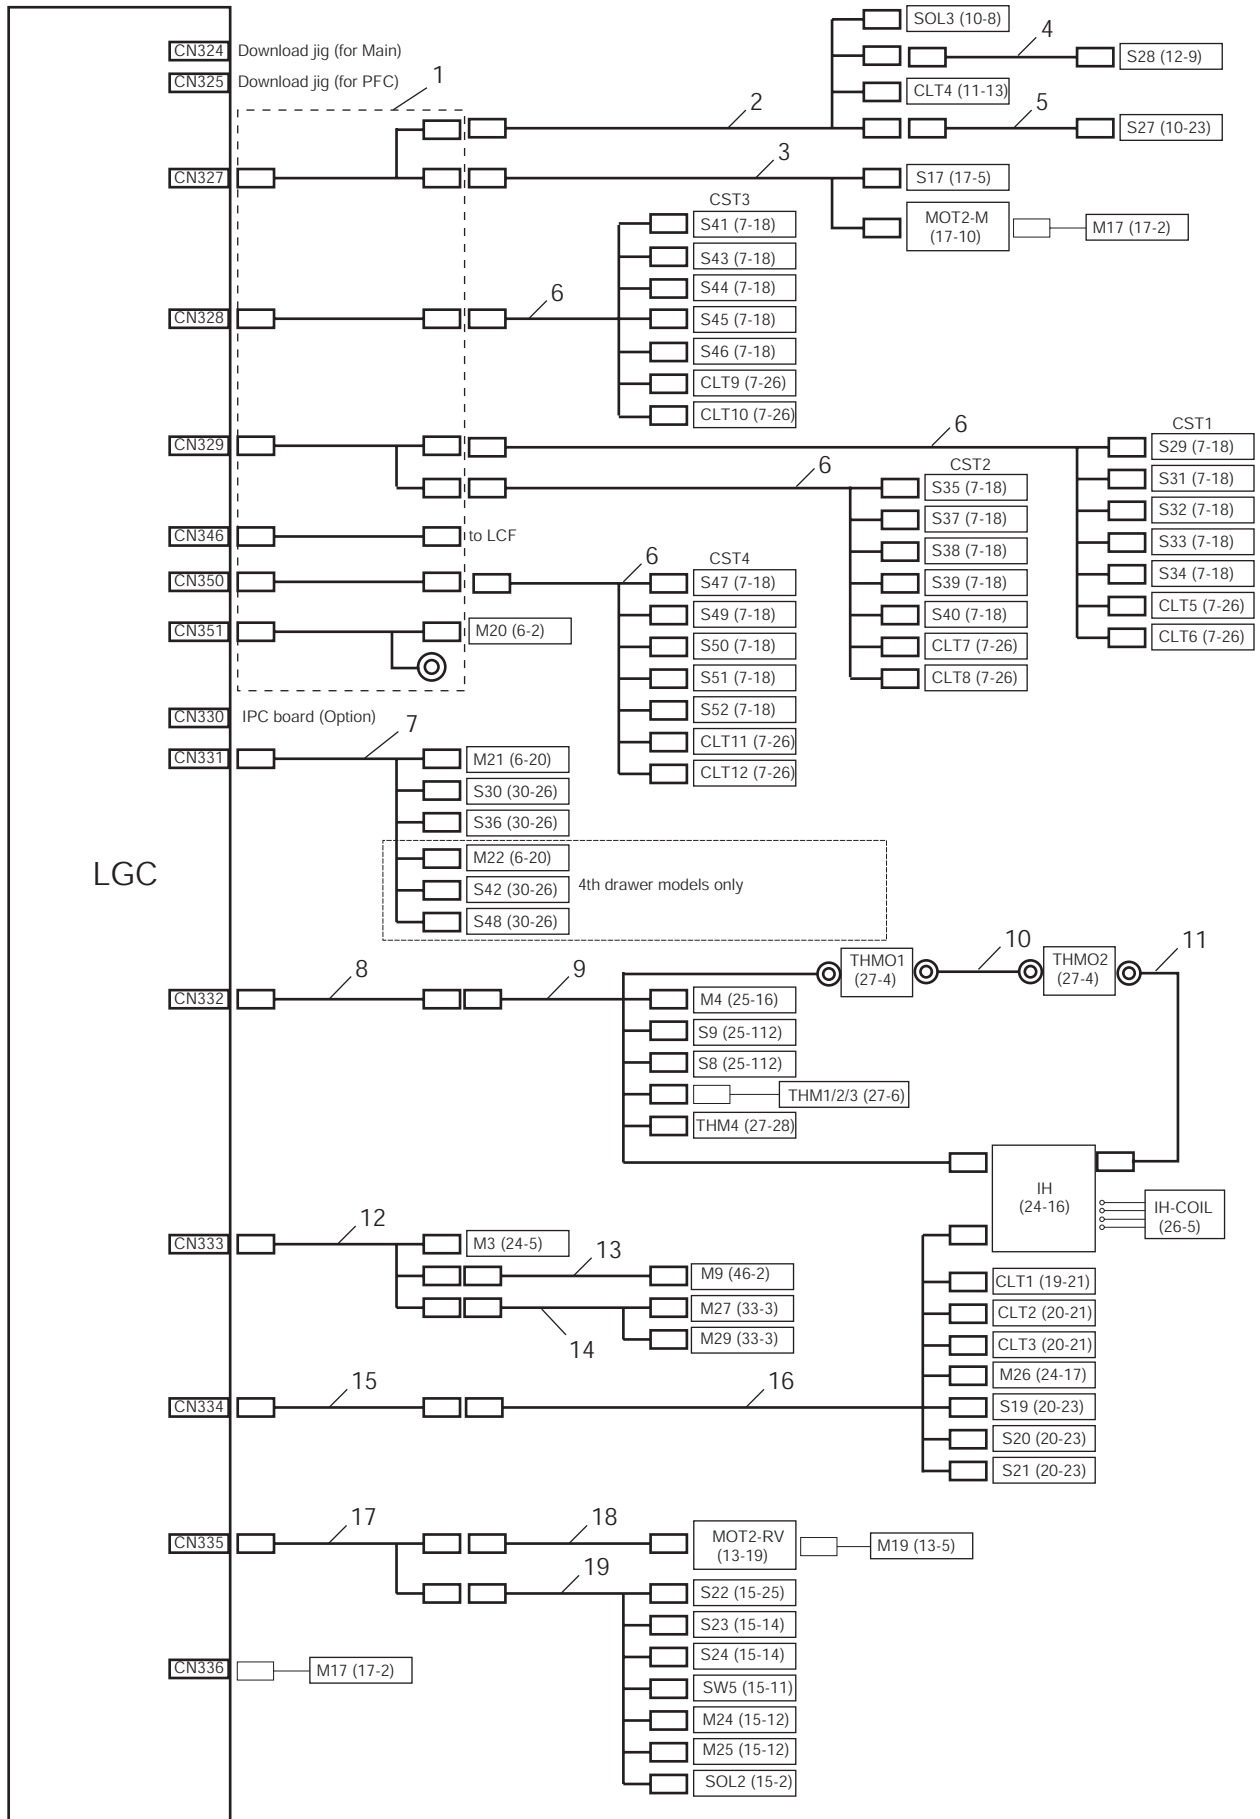 SOL3 (10-8)
CN324 Download jig (for Main)
4
S28 (12-9)
CN325 Download jig (for PFC)
1
CLT4 (11-13)
2
5
S27 (10-23)
3
CN327
S17 (17-5)
CST3
MOT2-M
(17-10)
M17 (17-2)
S41 (7-18)
S43 (7-18)
S44 (7-18)
6
CN328
S45 (7-18)
S46 (7-18)
CLT9 (7-26)
CLT10 (7-26)
CN329
6
CST1
S29 (7-18)
S31 (7-18)
S32 (7-18)
S33 (7-18)
S34 (7-18)
CLT5 (7-26)
CLT6 (7-26)
6
CST2
S35 (7-18)
S37 (7-18)
S38 (7-18)
S39 (7-18)
S40 (7-18)
CLT7 (7-26)
CLT8 (7-26)
CN346
to LCF
CN350
6
CST4
S47 (7-18)
S49 (7-18)
S50 (7-18)
S51 (7-18)
S52 (7-18)
CLT11 (7-26)
CLT12 (7-26)
CN351
M20 (6-2)
CN330 IPC board (Option)
7
CN331
M21 (6-20)
S30 (30-26)
S36 (30-26)
M22 (6-20)
S42 (30-26)
4th drawer models only
S48 (30-26)
LGC
8
9
CN332
THMO1
(27-4)
10
THMO2
(27-4)
11
M4 (25-16)
S9 (25-112)
S8 (25-112)
THM1/2/3 (27-6)
THM4 (27-28)
IH
(24-16)
IH-COIL
(26-5)
12
CN333
M3 (24-5)
13
M9 (46-2)
M27 (33-3)
14
M29 (33-3)
CLT1 (19-21)
CLT2 (20-21)
CLT3 (20-21)
M26 (24-17)
15
16
CN334
S19 (20-23)
S20 (20-23)
S21 (20-23)
17
18
CN335
MOT2-RV
(13-19)
M19 (13-5)
19
S22 (15-25)
S23 (15-14)
S24 (15-14)
CN336
M17 (17-2)
SW5 (15-11)
M24 (15-12)
M25 (15-12)
SOL2 (15-2)